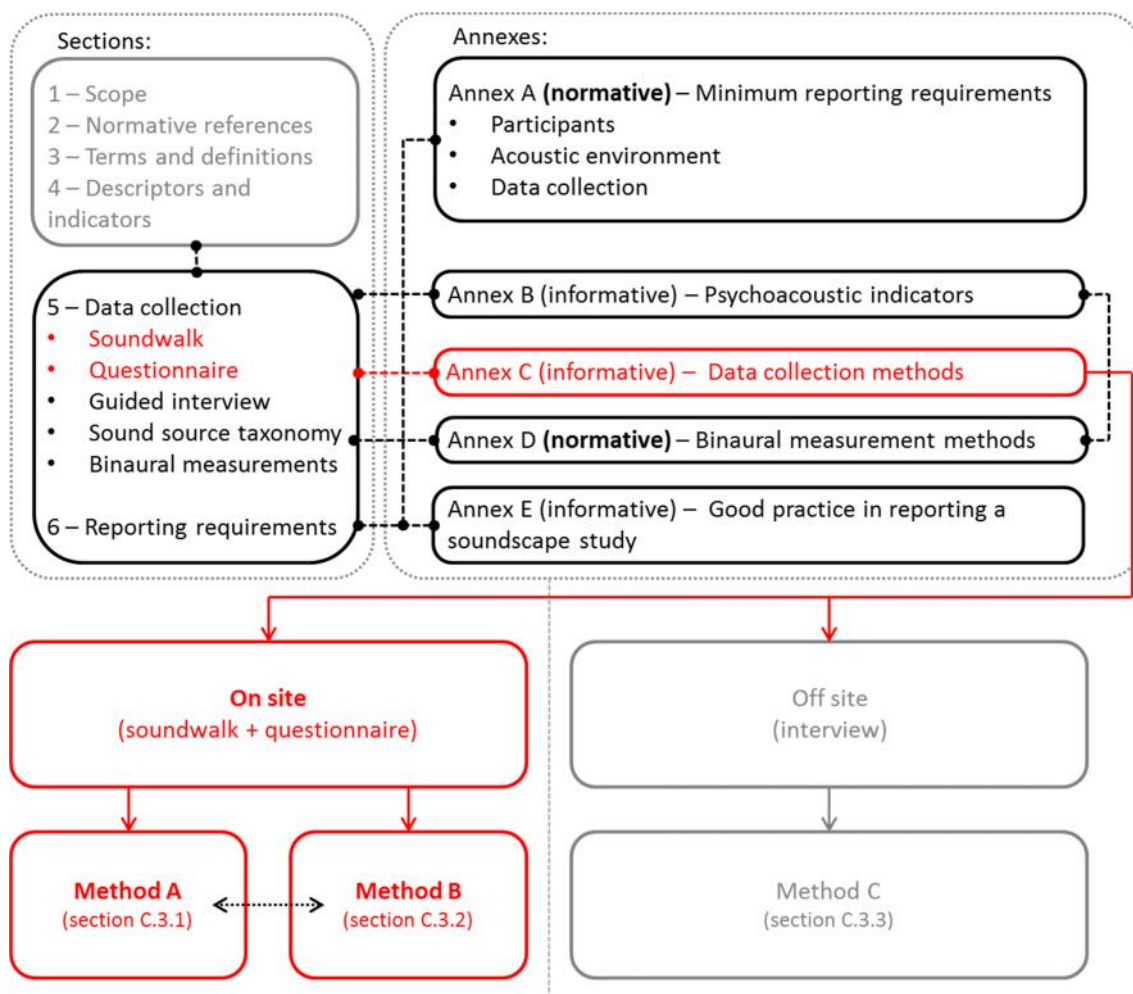 Sections:
1 – Scope
2 – Normative references
3 – Terms and definitions
4 – Descriptors and
indicators
5 – Data collection
• Soundwalk
• Questionnaire
• Guided interview
• Sound source taxonomy
• Binaural measurements
6 – Reporting requirements
Annexes:
Annex A (normative) – Minimum reporting requirements
• Participants
• Acoustic environment
• Data collection
Annex B (informative) – Psychoacoustic indicators
Annex C (informative) – Data collection methods
Annex D (normative) – Binaural measurement methods
Annex E (informative) – Good practice in reporting a
soundscape study
On site
(soundwalk + questionnaire)
Off site
(interview)
Method A
(section C.3.1)
Method B
(section C.3.2)
Method C
(section C.3.3)